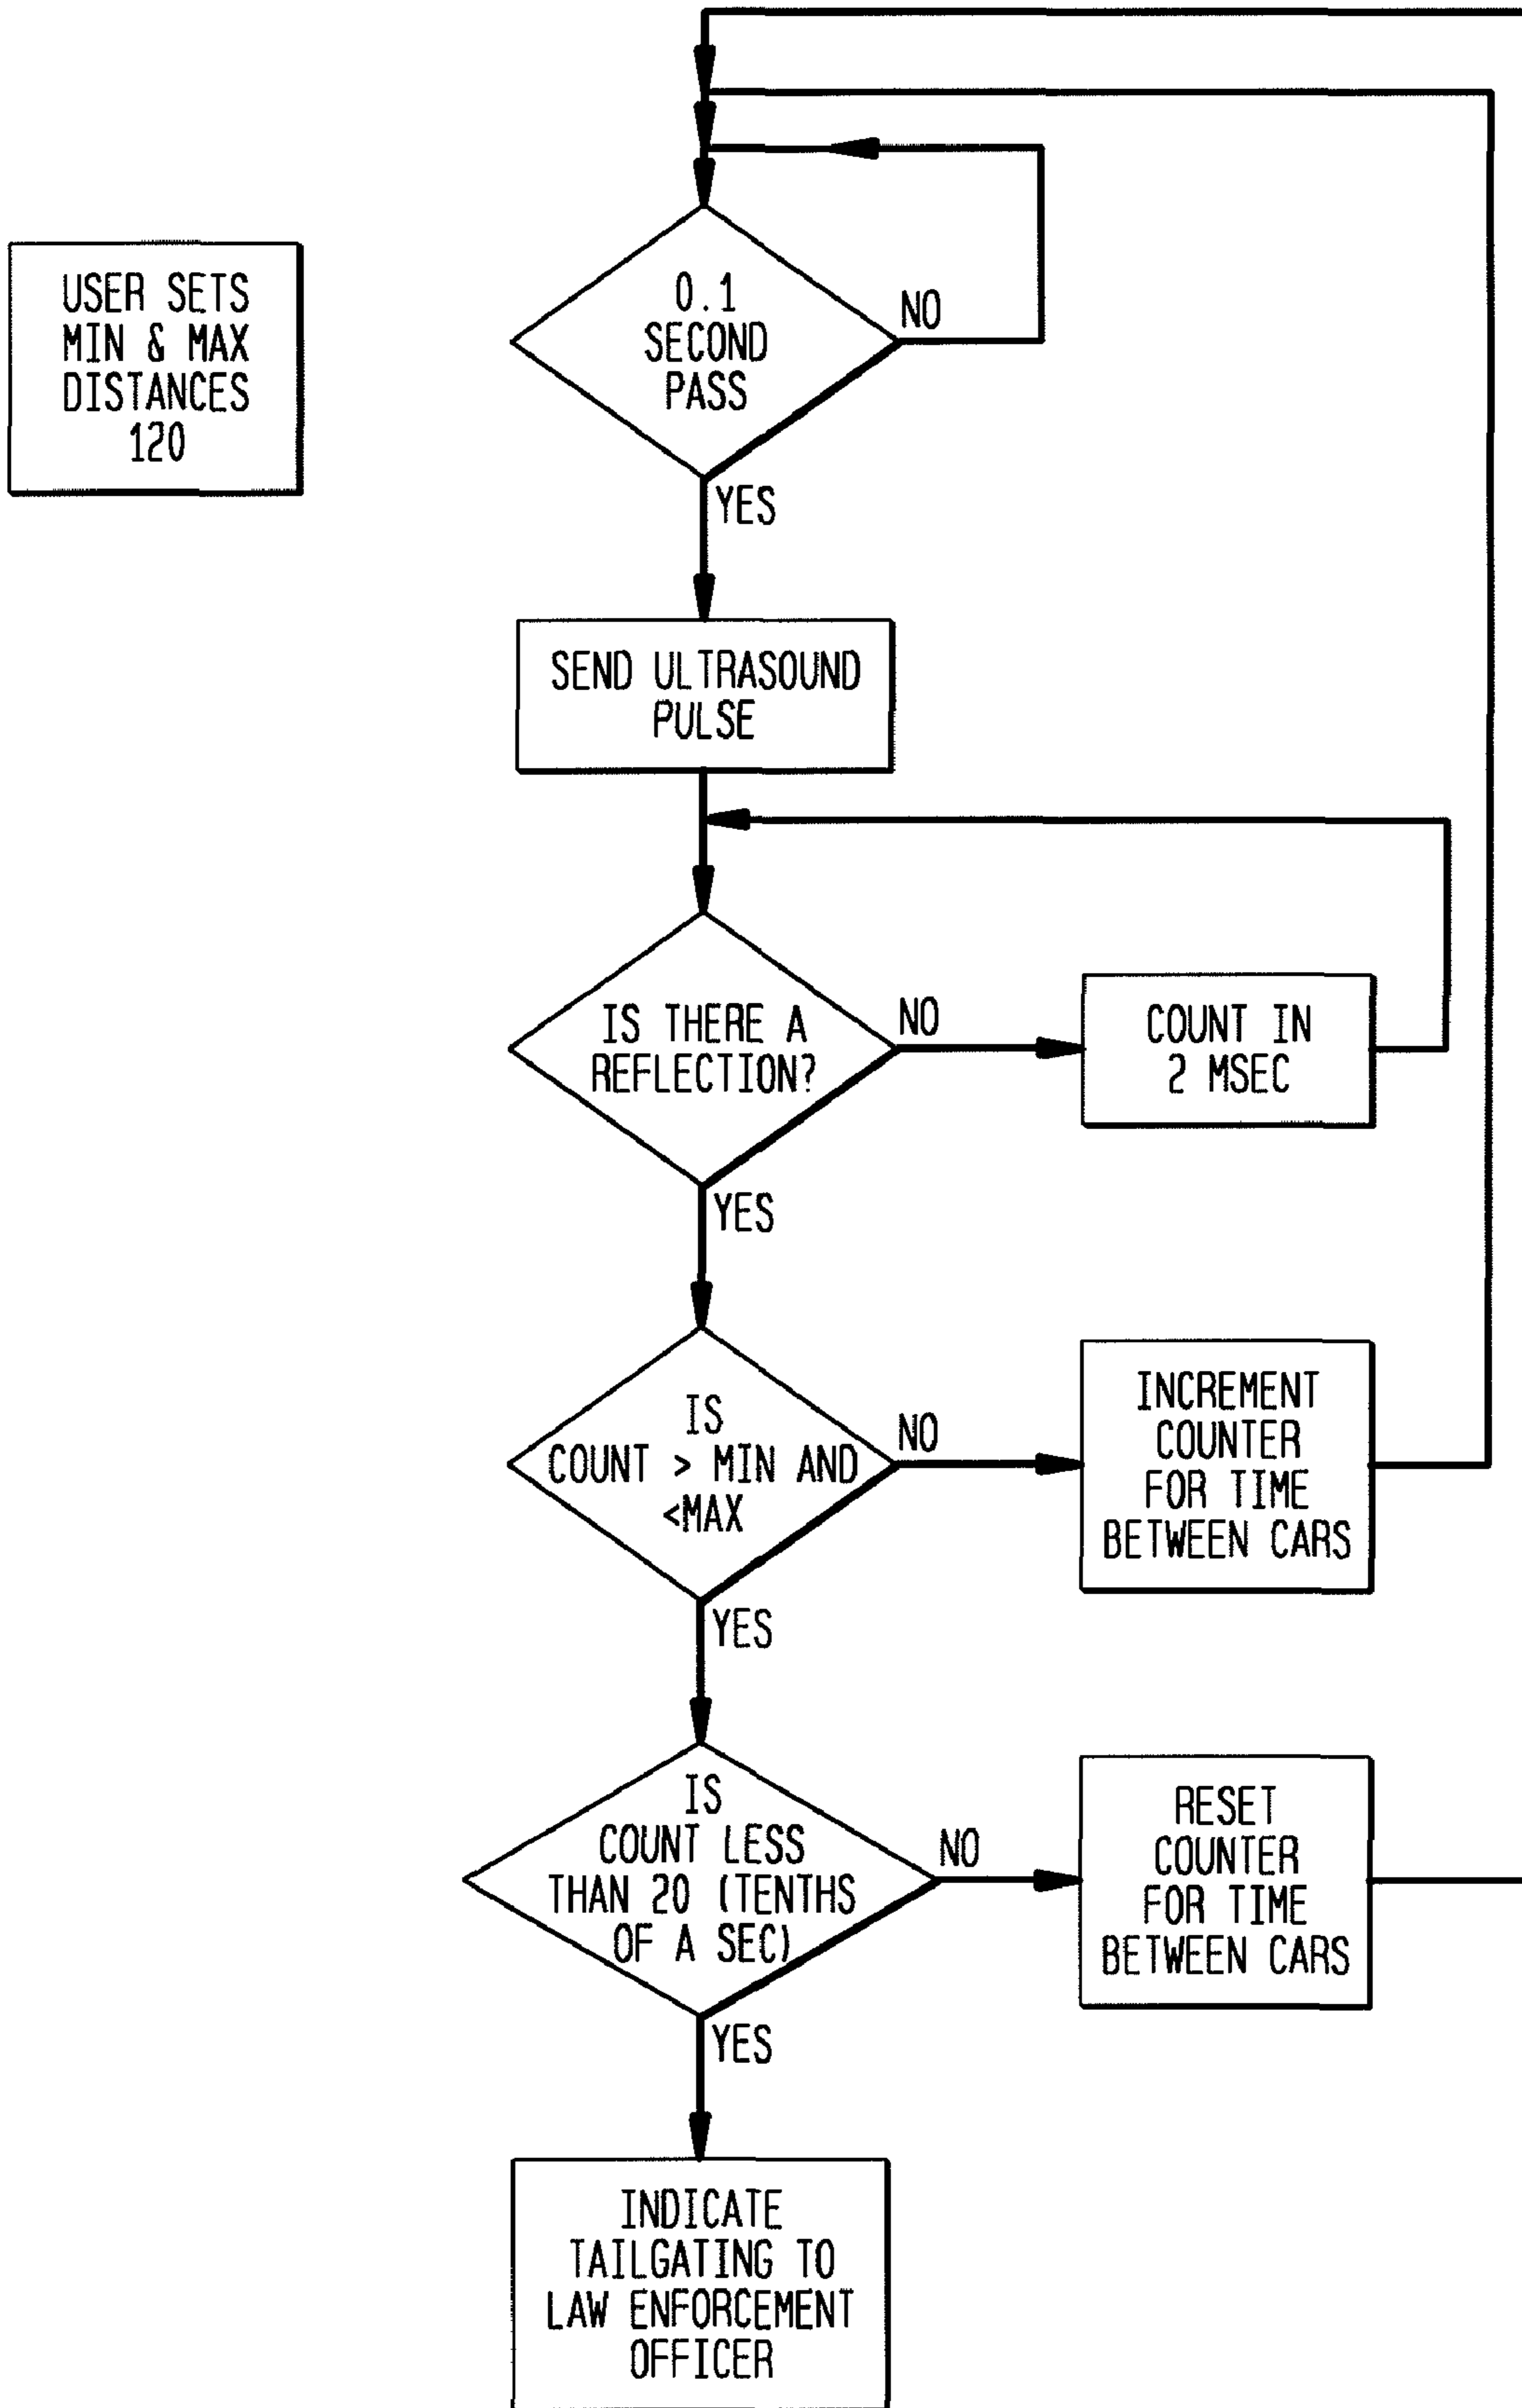 USER SETS
MIN & MAX
DISTANCES
120
0.1
SECOND
PASS
NO
YES
SEND ULTRASOUND
PULSE
IS THERE A
REFLECTION?
NO
COUNT IN
2 MSEC
YES
IS
COUNT > MIN AND
<MAX
NO
INCREMENT
COUNTER
FOR TIME
BETWEEN CARS
YES
IS
COUNT LESS
THAN 20 (TENTHS
OF A SEC)
NO
RESET
COUNTER
FOR TIME
BETWEEN CARS
YES
INDICATE
TAILGATING TO
LAW ENFORCEMENT
OFFICER